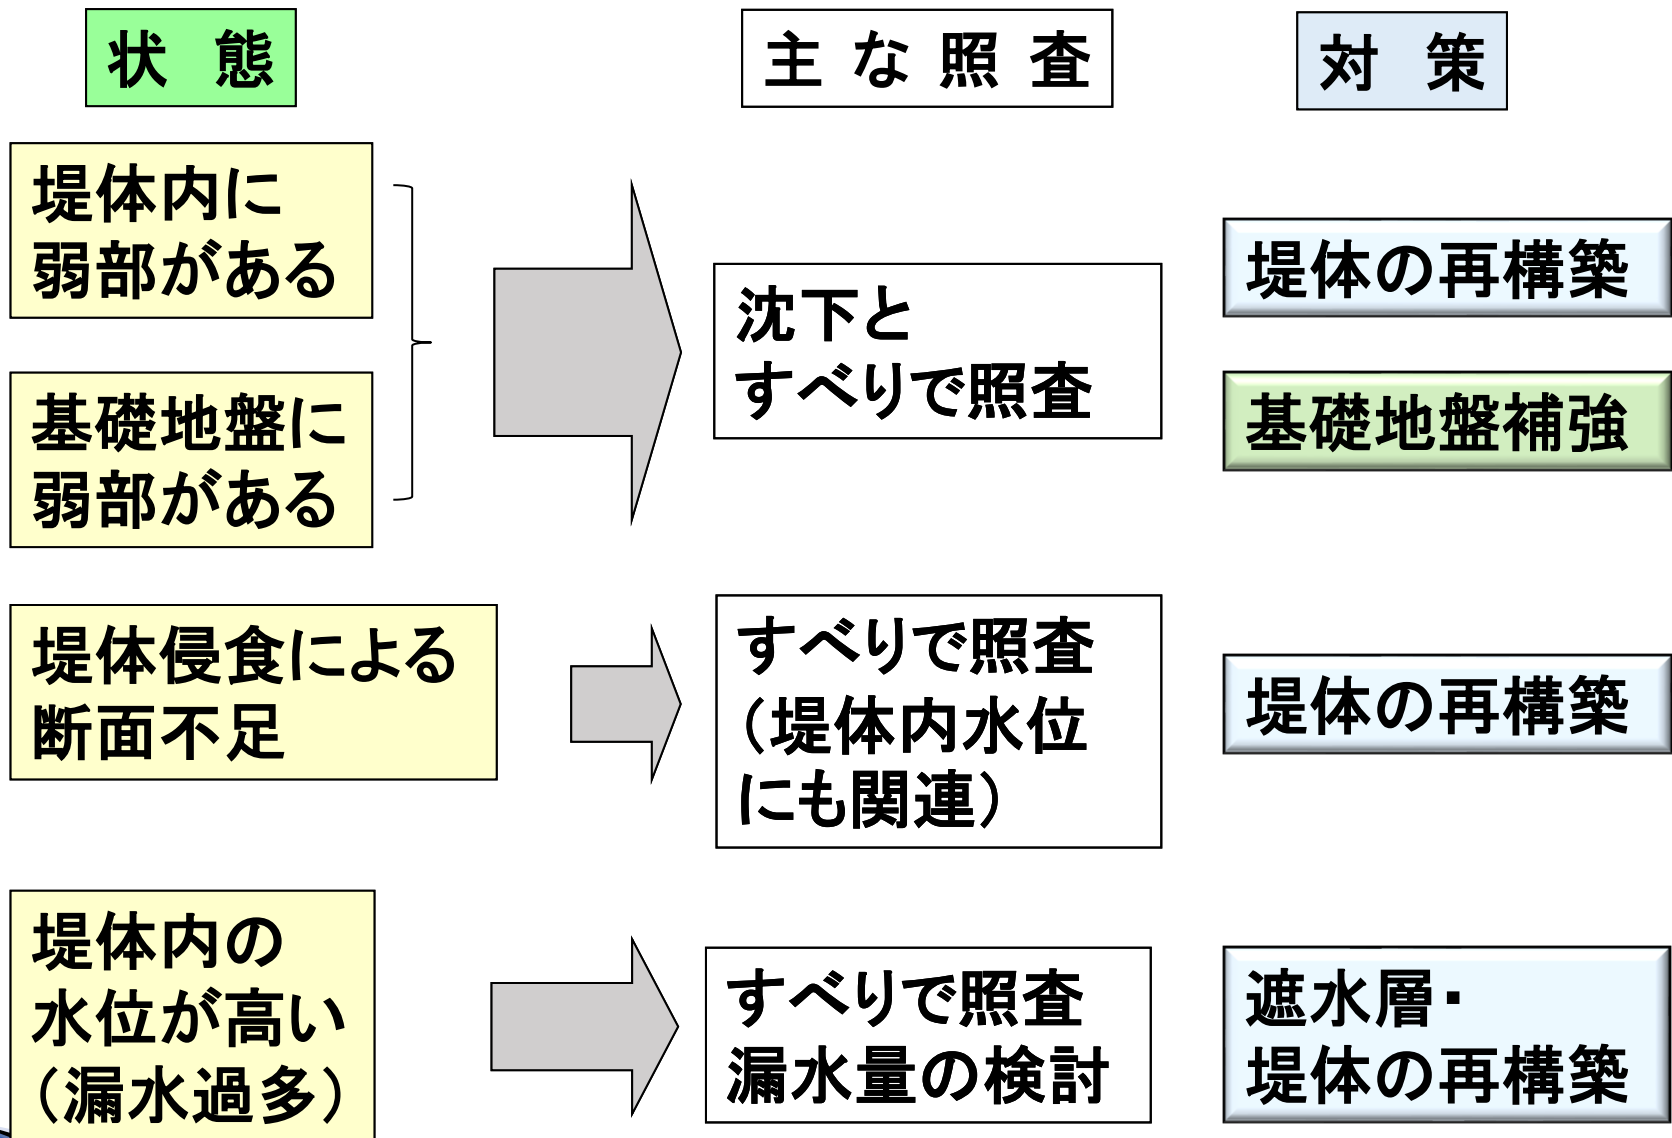 状　態
主 な 照 査
対　策
堤体内に
弱部がある
基礎地盤に
弱部がある
沈下と
すべりで照査
堤体の再構築
基礎地盤補強
堤体侵食による
断面不足
すべりで照査
（堤体内水位
にも関連）
堤体の再構築
堤体内の
水位が高い
（漏水過多）
すべりで照査
漏水量の検討
遮水層・
堤体の再構築